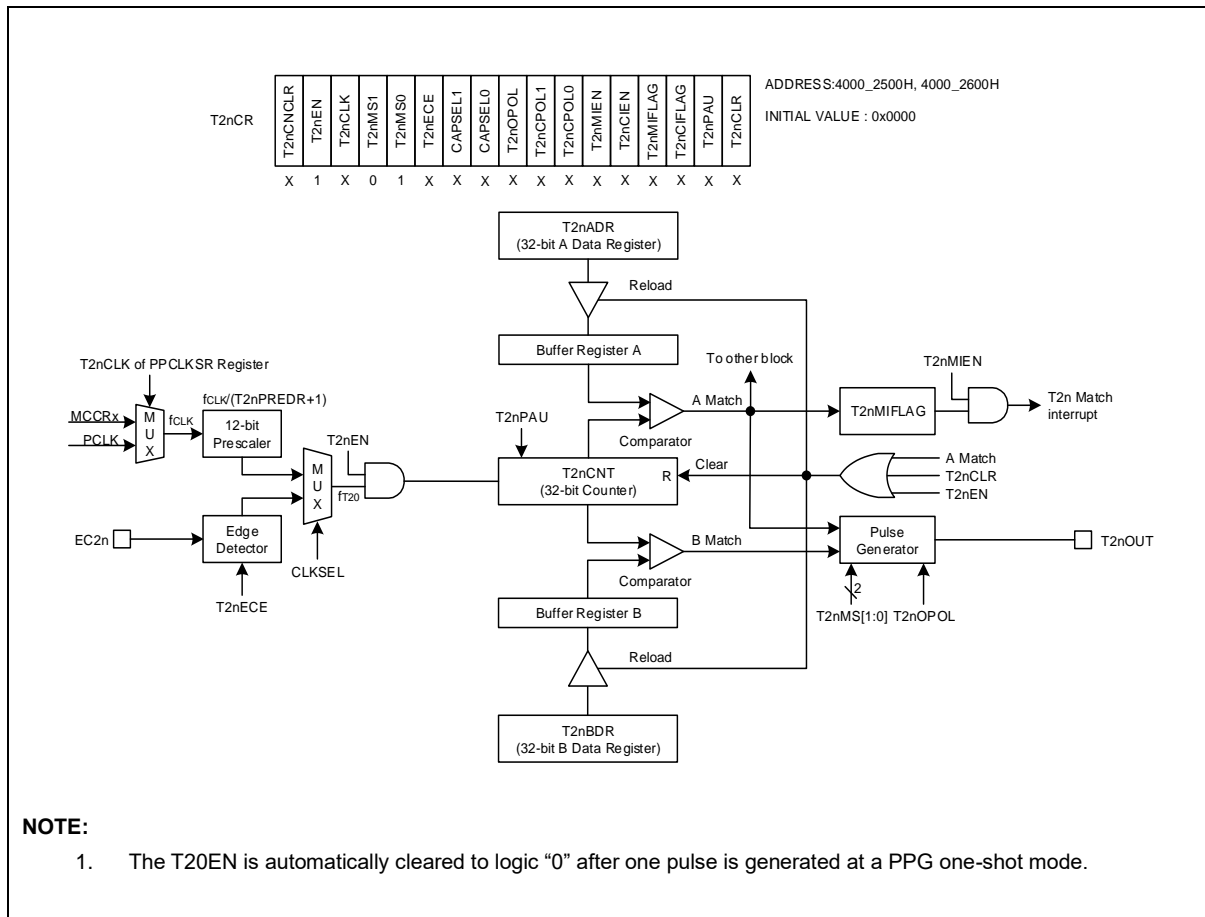 T2nCR
T2nCNCLR
T2nEN
T2nCLK
T2nMS1
T2nMS0
T2nECE
CAPSEL1
CAPSEL0
T2nOPOL
T2nCPOL1
T2nCPOL0
T2nMIEN
T2nCIEN
T2nMIFLAG
T2nCIFLAG
T2nPAU
T2nCLR
X 1 X 0 1 X X X X X X X X X X X X
ADDRESS:4000_2500H, 4000_2600H
INITIAL VALUE : 0x0000
T2nADR
(32-bit A Data Register)
Reload
Buffer Register A
T2nCLK of PPCLKSR Register
MCCRx
PCLK
MUX
fCLK
fCLK/(T2nPREDR+1)
12-bit
Prescaler
EC2n
Edge
Detector
T2nECE
MUX
CLKSEL
T2nEN
fT20
T2nPAU
T2nCNT
(32-bit Counter)
R
Clear
Comparator
A Match
To other block
T2nMIFLAG
T2nMIEN
T2n Match
interrupt
A Match
T2nCLR
T2nEN
B Match
Comparator
Pulse
Generator
T2nOUT
2
T2nMS[1:0] T2nOPOL
Buffer Register B
Reload
T2nBDR
(32-bit B Data Register)
NOTE:
1. The T20EN is automatically cleared to logic “0” after one pulse is generated at a PPG one-shot mode.